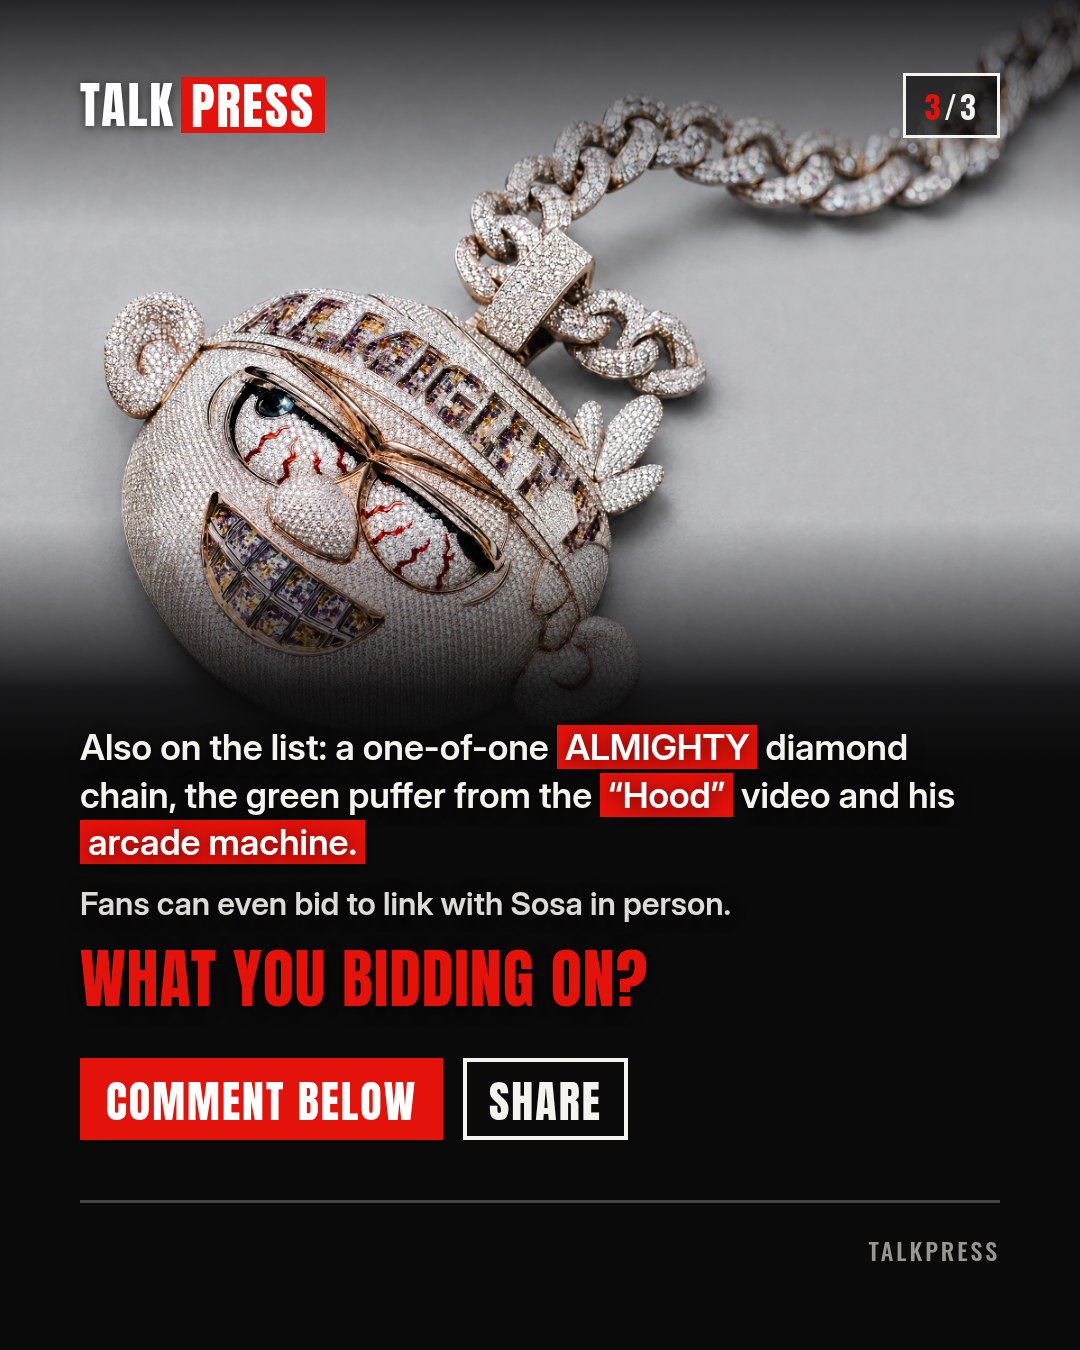 TALK PRESS
3/3
ALMIGHTY
Also on the list: a one-of-one ALMIGHTY diamond
chain, the green puffer from the “Hood” video and his
arcade machine.
Fans can even bid to link with Sosa in person.
WHAT YOU BIDDING ON?
COMMENT BELOW
SHARE
TALKPRESS